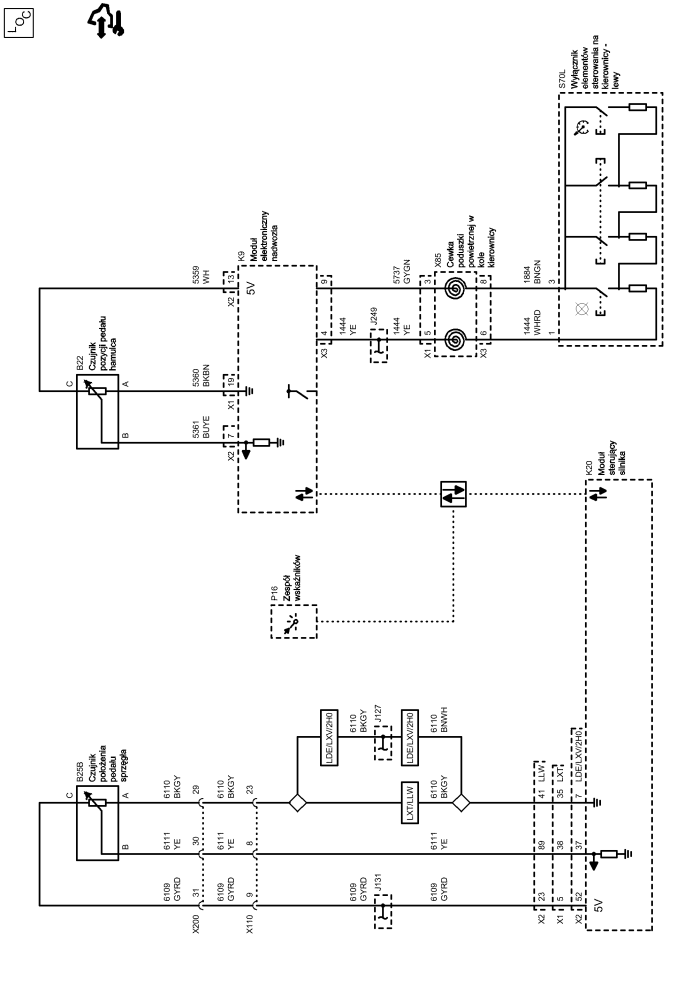 LOC
S70L
Wyłącznik
elementów
sterowania na
kierownicy -
lewy
B22
Czujnik
pozycji pedału
hamulca
C
A
B
5359
WH
5360
BKBN
5361
BUYE
X2 13
X1 19
X2 7
K9
Moduł
elektroniczny
nadwozia
5V
X3 4
9
1444
YE
5737
GYGN
J249
1444
YE
X1 5
3
X85
Cewka
poduszki
powietrznej w
kole
kierownicy
X3 6
8
1444
WHRD
1884
BNGN
1
3
P16
Zespół
wskaźników
K20
Moduł
sterujący
silnika
B25B
Czujnik
położenia
pedału
sprzęgła
C
A
B
6109
GYRD
6111
YE
6110
BKGY
X200
31
30
29
6109
GYRD
6111
YE
6110
BKGY
X110
9
8
23
LDE/LXV/2H0
6110
BKGY
J127
LDE/LXV/2H0
6110
BNWH
LXT/LLW
6109
GYRD
J131
6109
GYRD
6111
YE
6110
BKGY
X2 23
89
41
LLW
X1 5
38
35
LXT
X2 52
37
7
LDE/LXV/2H0
5V